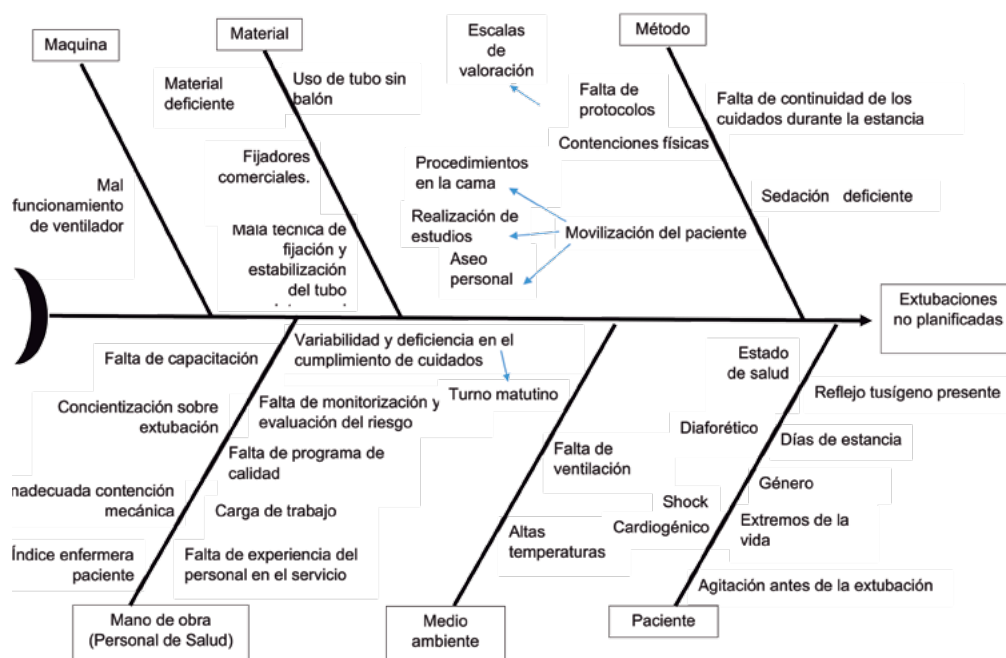 Maquina
Material
Escalas
de
valoración
Método
Material
deficiente
Uso de tubo sin
balón
Falta de
protocolos
Falta de continuidad de los
cuidados durante la estancia
Contenciones físicas
Fijadores
comerciales.
Procedimientos
en la cama
Mal
funcionamiento
de ventilador
Sedación deficiente
Realización de
estudios
Movilización del paciente
Mala técnica de
fijación y
estabilización
del tubo
Aseo
personal
Extubaciones
no planificadas
Variabilidad y deficiencia en el
cumplimiento de cuidados
Falta de capacitación
Estado
de salud
Turno matutino
Reflejo tusígeno presente
Concientización sobre
extubación
Falta de monitorización y
evaluación del riesgo
Diaforético
Días de estancia
Falta de programa de
calidad
Falta de
ventilación
Género
nadecuada contención
mecánica
Carga de trabajo
Shock
Cardiogénico
Extremos de la
vida
Altas
temperaturas
Índice enfermera
paciente
Falta de experiencia del
personal en el servicio
Agitación antes de la extubación
Mano de obra
(Personal de Salud)
Medio
ambiente
Paciente